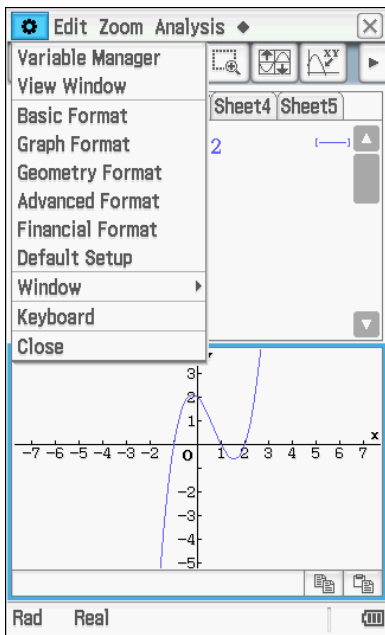 Edit Zoom Analysis
Variable Manager
View Window
Basic Format
Graph Format
Geometry Format
Advanced Format
Financial Format
Default Setup
Window
Keyboard
Close
XY
Sheet4 Sheet5
2
3
2
1
x
-7 -6 -5 -4 -3 -2 O 1 2 3 4 5 6 7
-2
-3
-4
-5
Rad Real